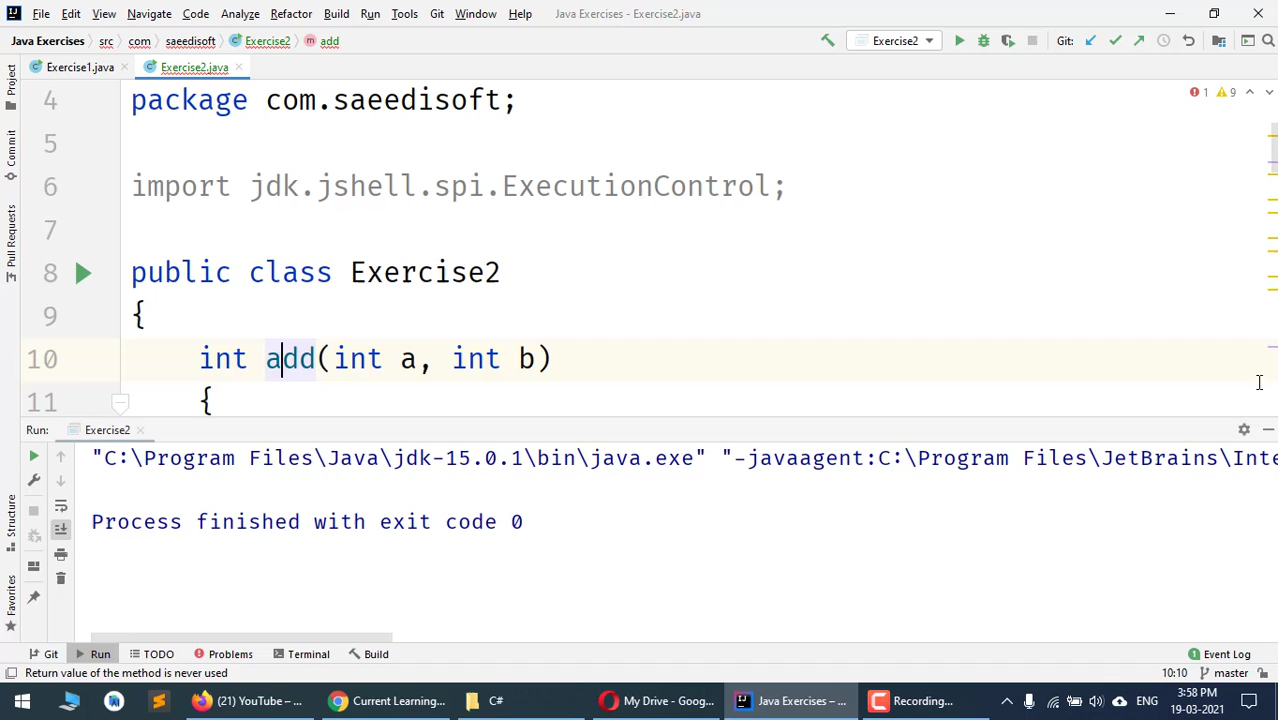 File Edit View Navigate Code Analyze Refactor Build Run Tools Git Window Help Java Exercises - Exercise2.java
Java Exercises src com saeedisoft Exercise2 add Exercise2 Git:
Exercise1.java Exercise2.java
Project
Commit
Pull Requests
Structure
Favorites
1 9
4 package com.saeedisoft;
5
6 import jdk.jshell.spi.ExecutionControl;
7
8 public class Exercise2
9 {
10 int add(int a, int b)
11 {
Run: Exercise2
"C:\Program Files\Java\jdk-15.0.1\bin\java.exe" "-javaagent:C:\Program Files\JetBrains\Inte
Process finished with exit code 0
Git Run TODO Problems Terminal Build 1 Event Log
Return value of the method is never used 10:10 master
(21) YouTube – ... Current Learning... C# My Drive - Goog... Java Exercises – ... Recording... ENG 3:58 PM
19-03-2021